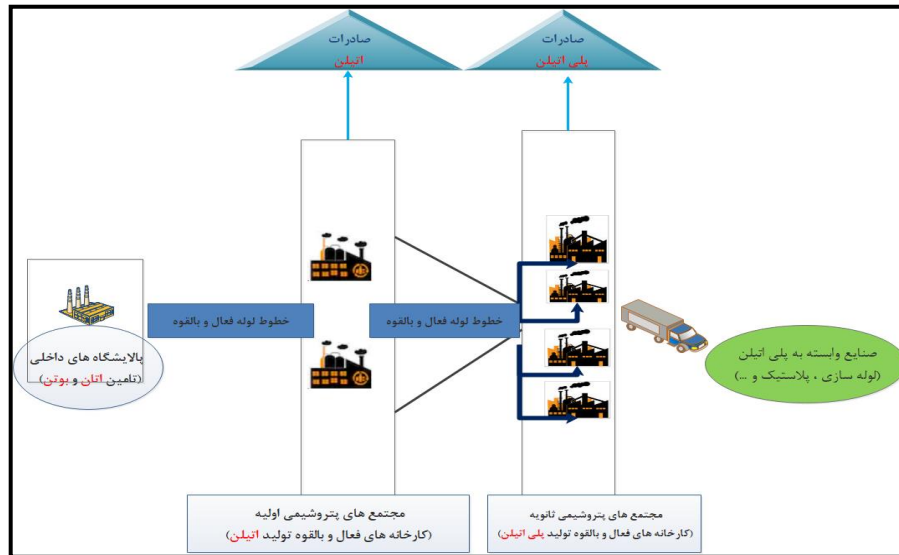 صادرات
اتیلن
صادرات
پلی اتیلن
خطوط لوله فعال و بالقوه
خطوط لوله فعال و بالقوه
پالایشگاه های داخلی
(تامین اتان و بوتن)
صنایع وابسته به پلی اتیلن
(لوله سازی ، پلاستیک و ...)
مجتمع های پتروشیمی اولیه
(کارخانه های فعال و بالقوه تولید اتیلن)
مجتمع های پتروشیمی ثانویه
(کارخانه های فعال و بالقوه تولید پلی اتیلن)